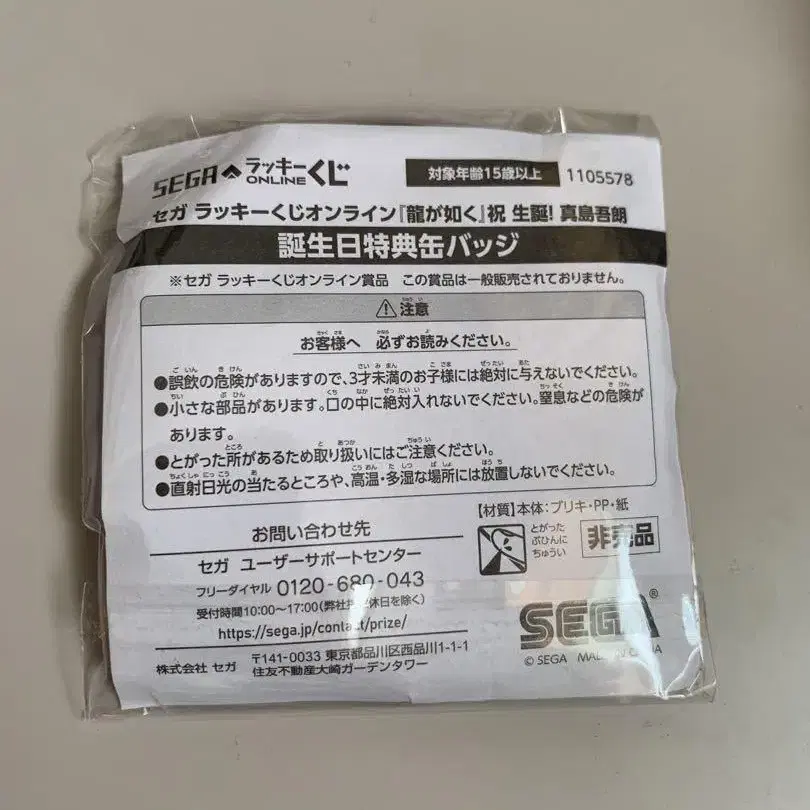 SEGA ラッキーくじ ONLINE 対象年齢15歳以上 1105578
セガ ラッキーくじオンライン『龍が如く』祝 生誕! 真島吾朗
誕生日特典缶バッジ
※セガ ラッキーくじオンライン賞品 この賞品は一般販売されておりません。
⚠注意
お客様へ 必ずお読みください。
●誤飲の危険がありますので、3才未満のお子様には絶対に与えないでください。
●小さな部品があります。口の中に絶対入れないでください。窒息などの危険が
あります。
●とがった所があるため取り扱いにはご注意ください。
●直射日光の当たるところや、高温・多湿な場所には放置しないでください。
【材質】本体:ブリキ・PP・紙
お問い合わせ先
セガ ユーザーサポートセンター
フリーダイヤル 0120-680-043
受付時間10:00~17:00(弊社指定休日を除く)
https://sega.jp/contact/prize/
株式会社 セガ 〒141-0033 東京都品川区西品川1-1-1
住友不動産大崎ガーデンタワー
とがった
ぶひんに
ちゅうい
非売品
SEGA®
© SEGA MADE IN CHINA